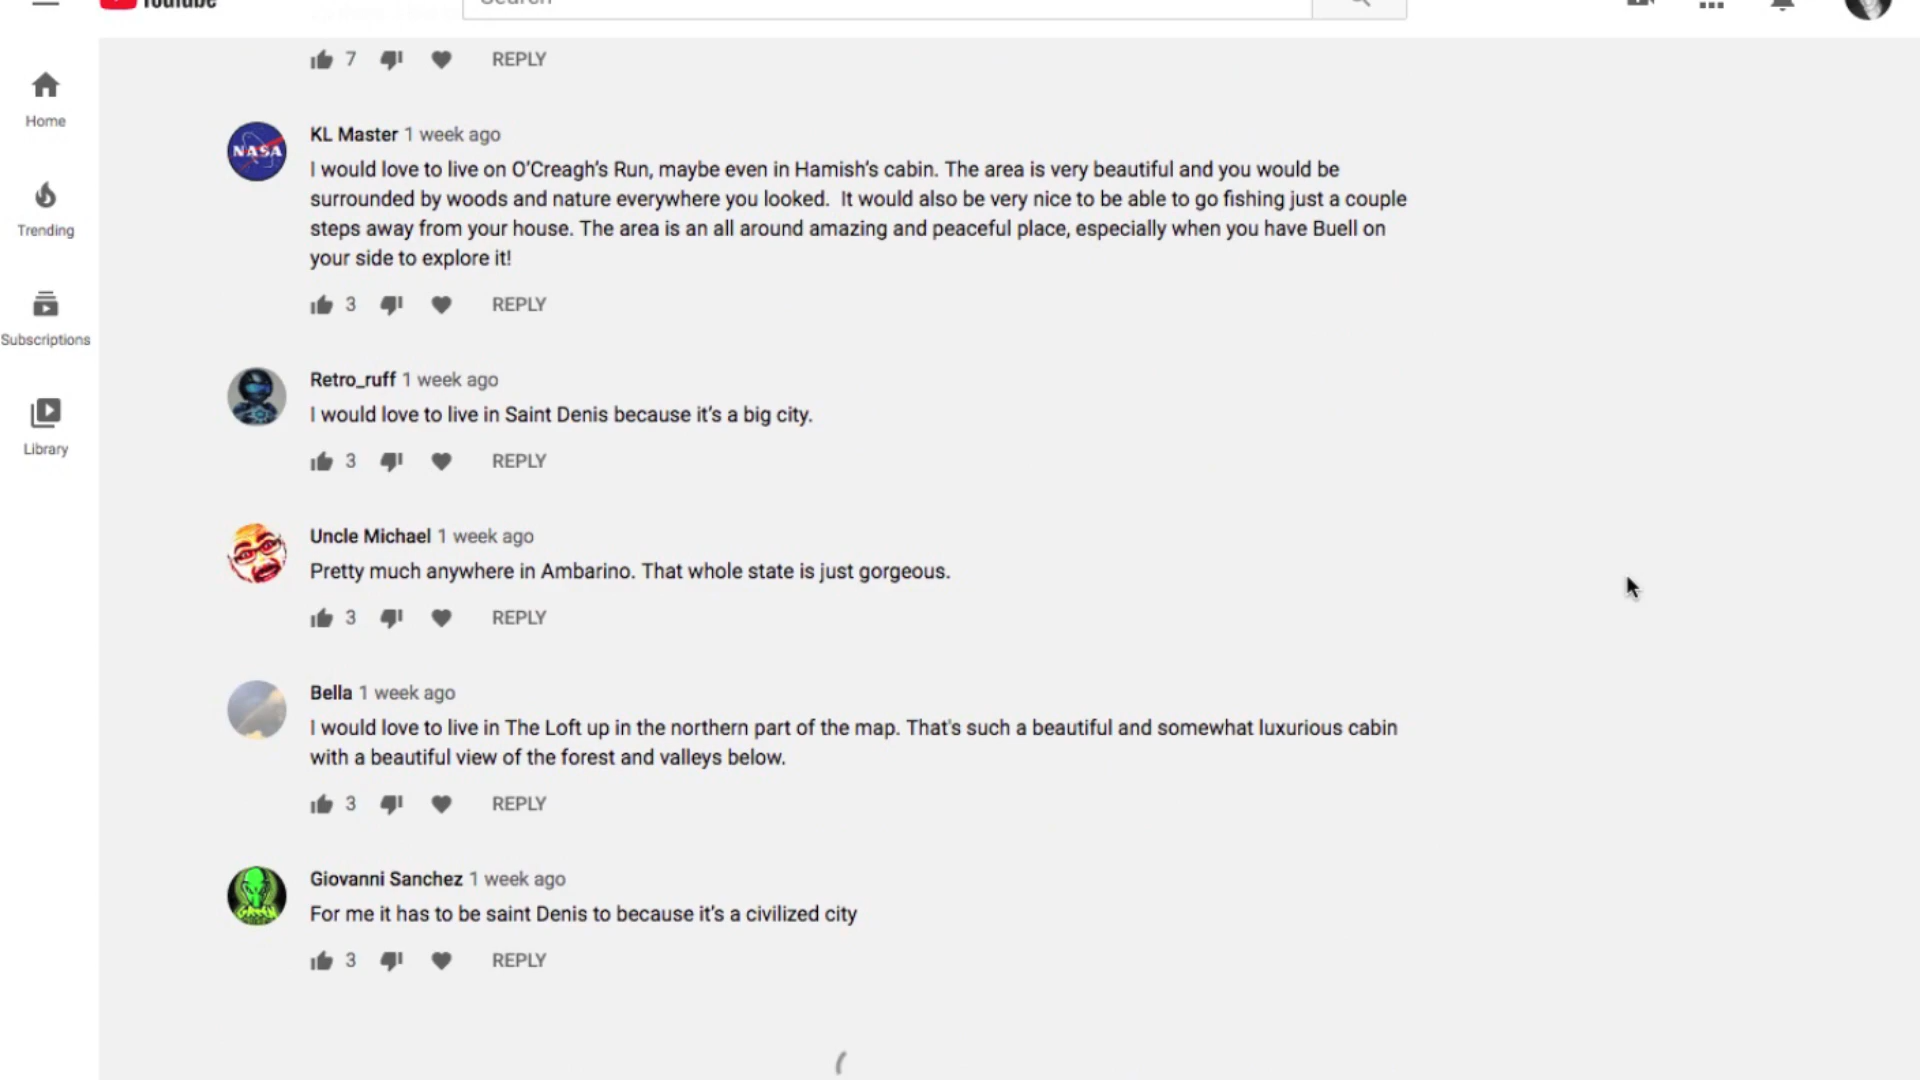 YouTube
Search
7 REPLY
Home
Trending
Subscriptions
Library
NASA
KL Master 1 week ago
I would love to live on O'Creagh's Run, maybe even in Hamish's cabin. The area is very beautiful and you would be
surrounded by woods and nature everywhere you looked.  It would also be very nice to be able to go fishing just a couple
steps away from your house. The area is an all around amazing and peaceful place, especially when you have Buell on
your side to explore it!
3 REPLY
Retro_ruff 1 week ago
I would love to live in Saint Denis because it's a big city.
3 REPLY
Uncle Michael 1 week ago
Pretty much anywhere in Ambarino. That whole state is just gorgeous.
3 REPLY
Bella 1 week ago
I would love to live in The Loft up in the northern part of the map. That's such a beautiful and somewhat luxurious cabin
with a beautiful view of the forest and valleys below.
3 REPLY
Giovanni Sanchez 1 week ago
For me it has to be saint Denis to because it's a civilized city
3 REPLY